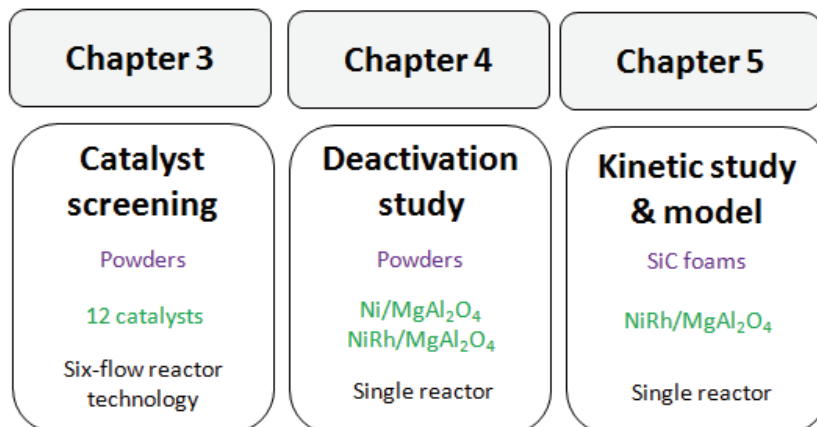 Chapter 3
Catalyst
screening
Powders
12 catalysts
Six-flow reactor
technology
Chapter 4
Deactivation
study
Powders
Ni/MgAl₂O₄
NiRh/MgAl₂O₄
Single reactor
Chapter 5
Kinetic study
& model
SiC foams
NiRh/MgAl₂O₄
Single reactor